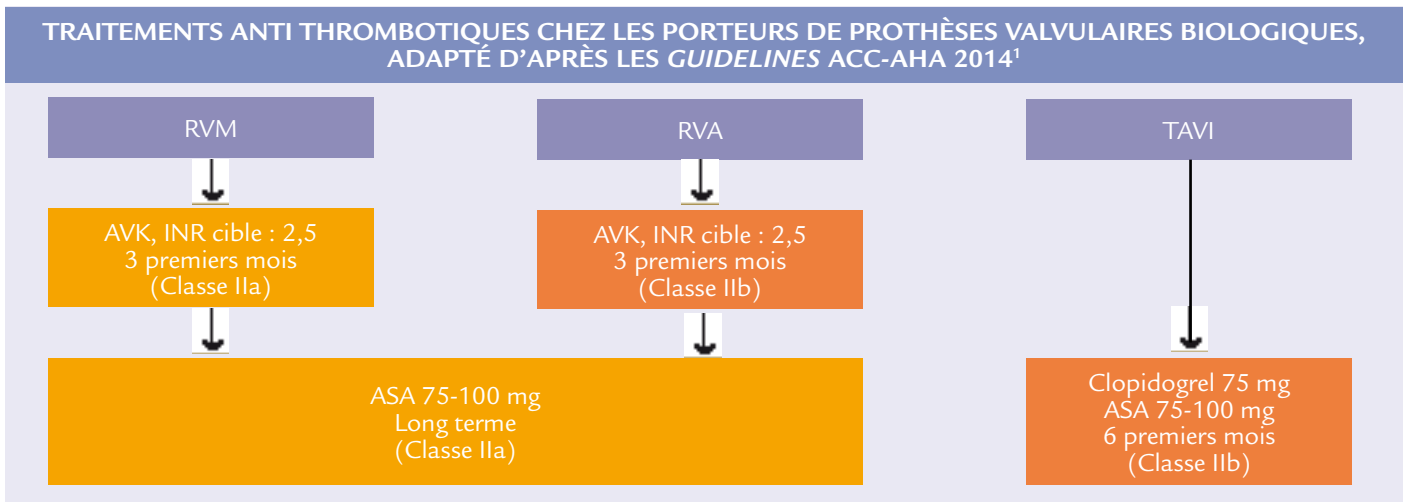 TRAITEMENTS ANTI THROMBOTIQUES CHEZ LES PORTEURS DE PROTHÈSES VALVULAIRES BIOLOGIQUES,
ADAPTÉ D’APRÈS LES GUIDELINES ACC-AHA 2014¹
RVM
RVA
TAVI
AVK, INR cible : 2,5
3 premiers mois
(Classe IIa)
AVK, INR cible : 2,5
3 premiers mois
(Classe IIb)
ASA 75-100 mg
Long terme
(Classe IIa)
Clopidogrel 75 mg
ASA 75-100 mg
6 premiers mois
(Classe IIb)